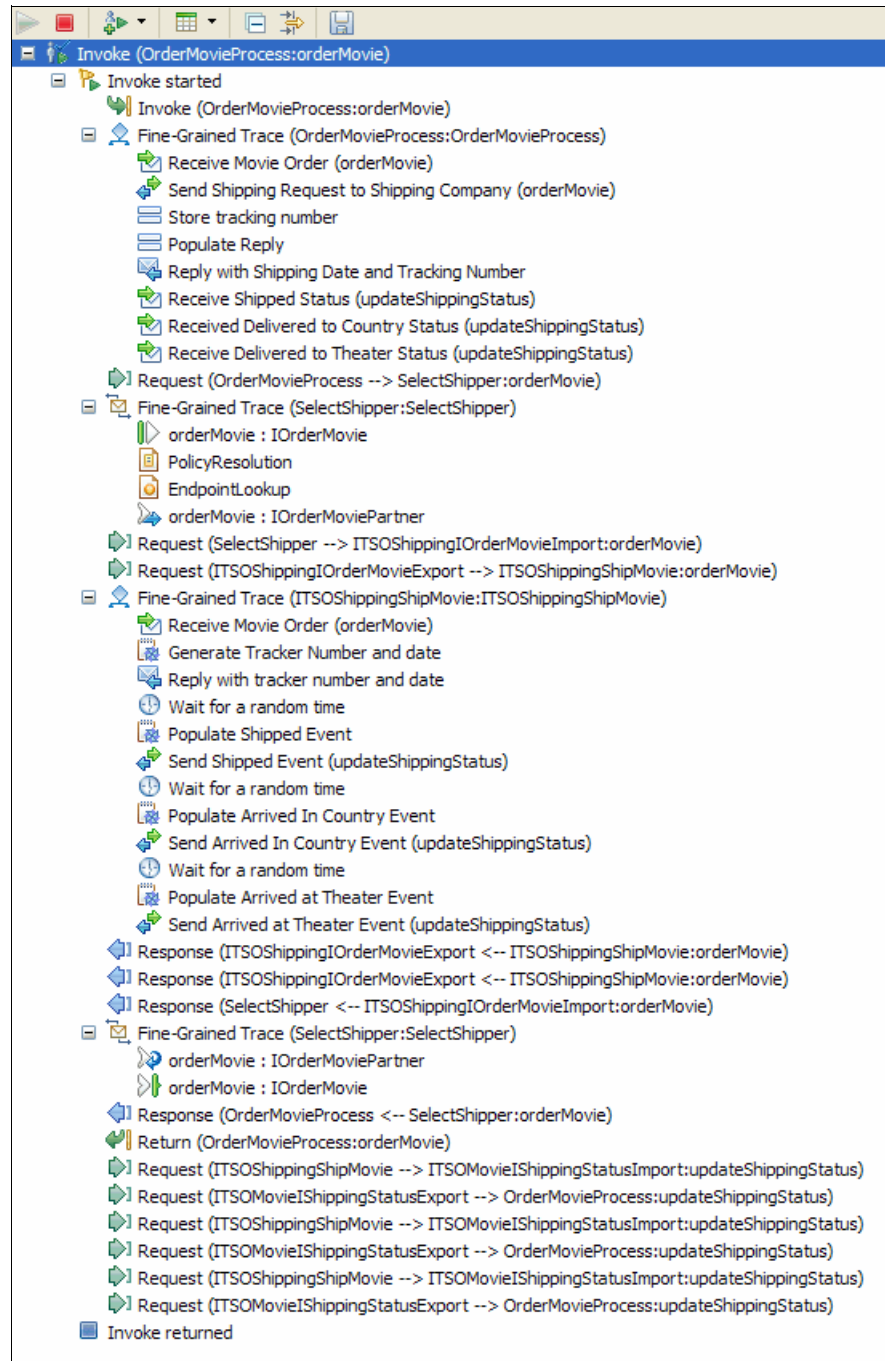 Invoke (OrderMovieProcess:orderMovie)
Invoke started
Invoke (OrderMovieProcess:orderMovie)
Fine-Grained Trace (OrderMovieProcess:OrderMovieProcess)
Receive Movie Order (orderMovie)
Send Shipping Request to Shipping Company (orderMovie)
Store tracking number
Populate Reply
Reply with Shipping Date and Tracking Number
Receive Shipped Status (updateShippingStatus)
Received Delivered to Country Status (updateShippingStatus)
Receive Delivered to Theater Status (updateShippingStatus)
Request (OrderMovieProcess --> SelectShipper:orderMovie)
Fine-Grained Trace (SelectShipper:SelectShipper)
orderMovie : IOrderMovie
PolicyResolution
EndpointLookup
orderMovie : IOrderMoviePartner
Request (SelectShipper --> ITSOShippingIOrderMovieImport:orderMovie)
Request (ITSOShippingIOrderMovieExport --> ITSOShippingShipMovie:orderMovie)
Fine-Grained Trace (ITSOShippingShipMovie:ITSOShippingShipMovie)
Receive Movie Order (orderMovie)
Generate Tracker Number and date
Reply with tracker number and date
Wait for a random time
Populate Shipped Event
Send Shipped Event (updateShippingStatus)
Wait for a random time
Populate Arrived In Country Event
Send Arrived In Country Event (updateShippingStatus)
Wait for a random time
Populate Arrived at Theater Event
Send Arrived at Theater Event (updateShippingStatus)
Response (ITSOShippingIOrderMovieExport <-- ITSOShippingShipMovie:orderMovie)
Response (ITSOShippingIOrderMovieExport <-- ITSOShippingShipMovie:orderMovie)
Response (SelectShipper <-- ITSOShippingIOrderMovieImport:orderMovie)
Fine-Grained Trace (SelectShipper:SelectShipper)
orderMovie : IOrderMoviePartner
orderMovie : IOrderMovie
Response (OrderMovieProcess <-- SelectShipper:orderMovie)
Return (OrderMovieProcess:orderMovie)
Request (ITSOShippingShipMovie --> ITSOMovieIShippingStatusImport:updateShippingStatus)
Request (ITSOMovieIShippingStatusExport --> OrderMovieProcess:updateShippingStatus)
Request (ITSOShippingShipMovie --> ITSOMovieIShippingStatusImport:updateShippingStatus)
Request (ITSOMovieIShippingStatusExport --> OrderMovieProcess:updateShippingStatus)
Request (ITSOShippingShipMovie --> ITSOMovieIShippingStatusImport:updateShippingStatus)
Request (ITSOMovieIShippingStatusExport --> OrderMovieProcess:updateShippingStatus)
Invoke returned